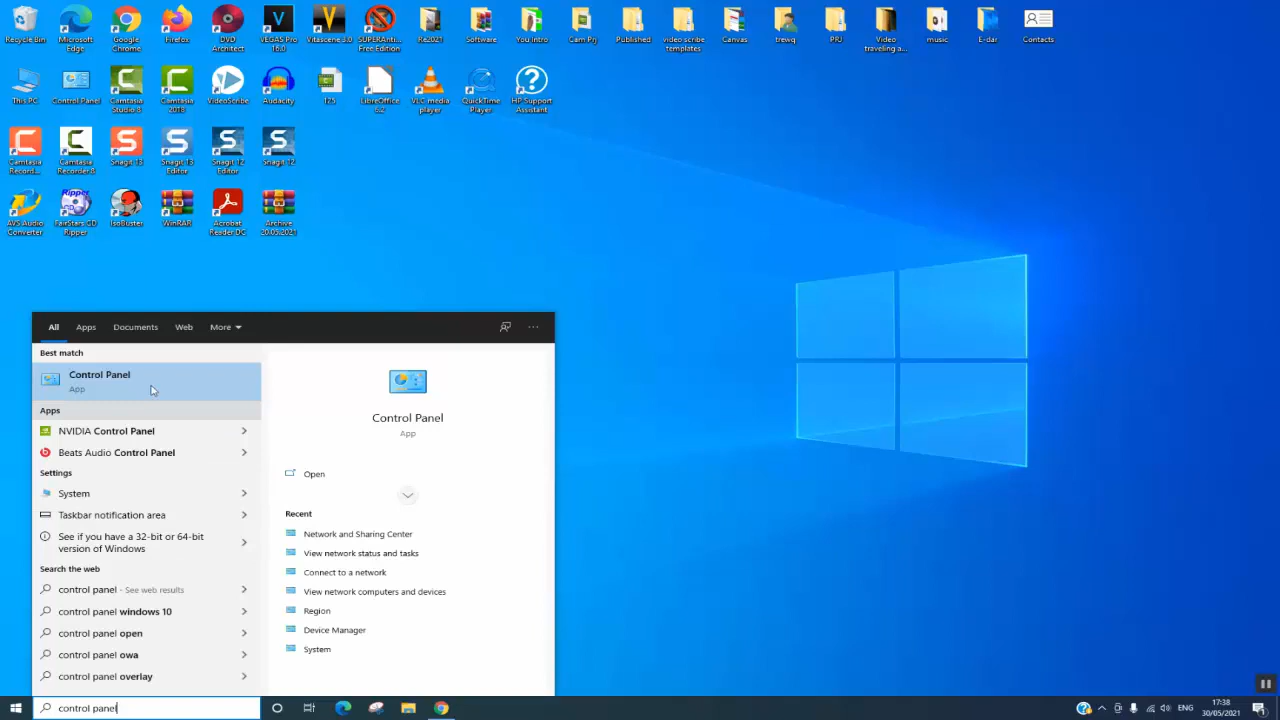 Recycle Bin
Microsoft
Edge
Google
Chrome
Firefox
DVD
Architect
VEGAS Pro
16.0
Vitascene 3.0
SUPERAnti...
Free Edition
Re2021
Software
You Intro
Cam Prj
Published
video scribe
templates
Canvas
trewq
PRJ
Video
traveling a...
music
E-dar
Contacts
This PC
Control Panel
Camtasia
Studio 8
Camtasia
2018
VideoScribe
Audacity
125
LibreOffice
6.2
VLC media
player
QuickTime
Player
HP Support
Assistant
Camtasia
Record...
Camtasia
Recorder 8
Snagit 13
Snagit 13
Editor
Snagit 12
Editor
Snagit 12
AVS Audio
Converter
FairStars CD
Ripper
IsoBuster
WinRAR
Acrobat
Reader DC
Archive
20.05.2021
All Apps Documents Web More
Best match
Control Panel
App
Apps
NVIDIA Control Panel
Beats Audio Control Panel
Settings
System
Taskbar notification area
See if you have a 32-bit or 64-bit
version of Windows
Search the web
control panel - See web results
control panel windows 10
control panel open
control panel owa
control panel overlay
Control Panel
App
Open
Recent
Network and Sharing Center
View network status and tasks
Connect to a network
View network computers and devices
Region
Device Manager
System
control panel
ENG
17:38
30/05/2021